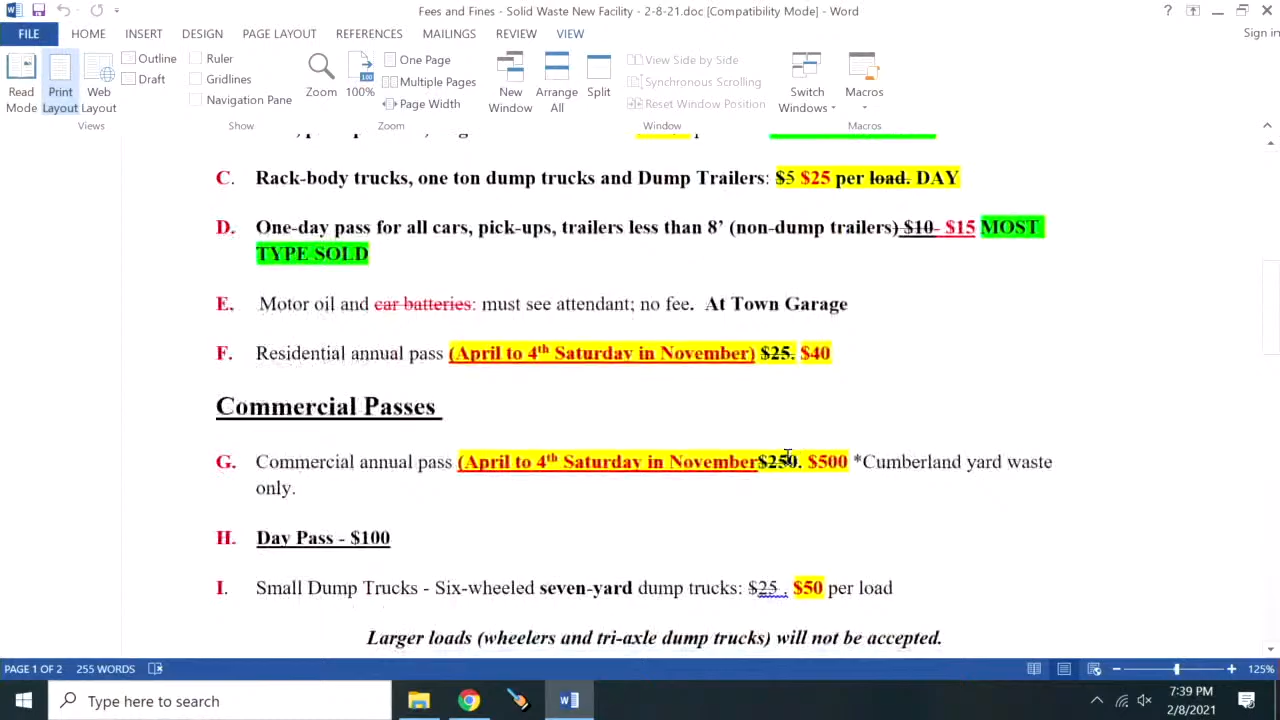 Fees and Fines - Solid Waste New Facility - 2-8-21.doc [Compatibility Mode] - Word
FILE HOME INSERT DESIGN PAGE LAYOUT REFERENCES MAILINGS REVIEW VIEW Sign in
Read Mode
Print Layout
Web Layout
Outline
Draft
Views
Ruler
Gridlines
Navigation Pane
Show
Zoom
100%
One Page
Multiple Pages
Page Width
Zoom
New Window
Arrange All
Split
View Side by Side
Synchronous Scrolling
Reset Window Position
Window
Switch Windows
Macros
Macros
C. Rack-body trucks, one ton dump trucks and Dump Trailers: $5 $25 per load. DAY
D. One-day pass for all cars, pick-ups, trailers less than 8’ (non-dump trailers) $10- $15 MOST
TYPE SOLD
E. Motor oil and car batteries: must see attendant; no fee. At Town Garage
F. Residential annual pass (April to 4th Saturday in November) $25. $40
Commercial Passes
G. Commercial annual pass (April to 4th Saturday in November$250. $500 *Cumberland yard waste
only.
H. Day Pass - $100
I. Small Dump Trucks - Six-wheeled seven-yard dump trucks: $25 . $50 per load
Larger loads (wheelers and tri-axle dump trucks) will not be accepted.
PAGE 1 OF 2 255 WORDS 125%
Type here to search
7:39 PM
2/8/2021